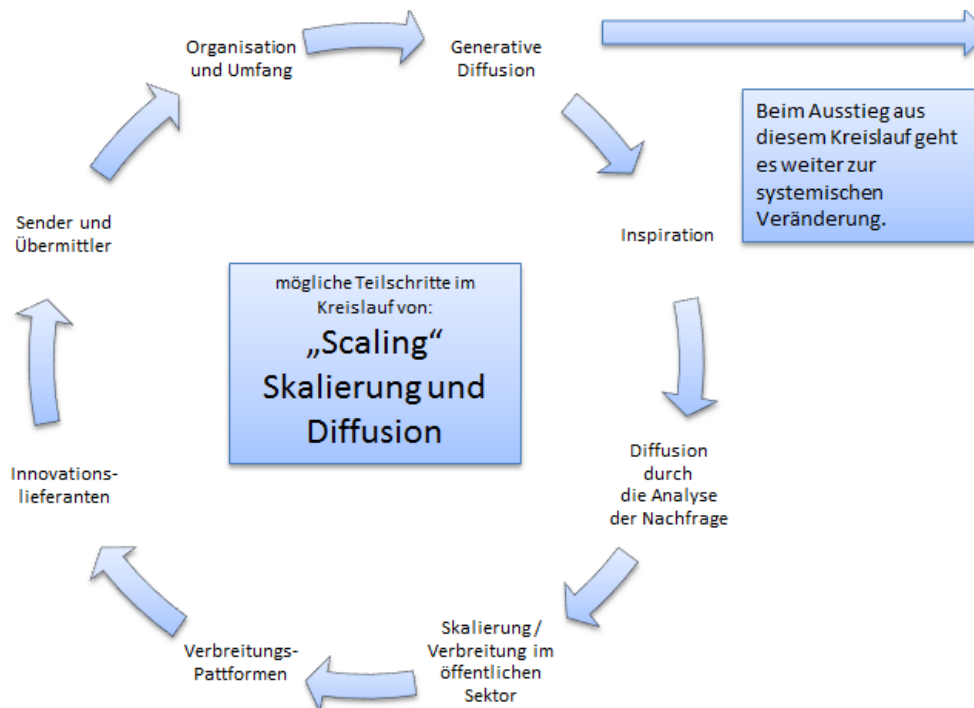 Organisation
und Umfang
Generative
Diffusion
Beim Ausstieg aus
diesem Kreislauf geht
es weiter zur
systemischen
Veränderung.
Inspiration
Sender und
Übermittler
mögliche Teilschritte im
Kreislauf von:
„Scaling“
Skalierung und
Diffusion
Diffusion
durch
die Analyse
der Nachfrage
Innovations-
lieferanten
Skalierung /
Verbreitung im
öffentlichen
Sektor
Verbreitungs-
Pattformen